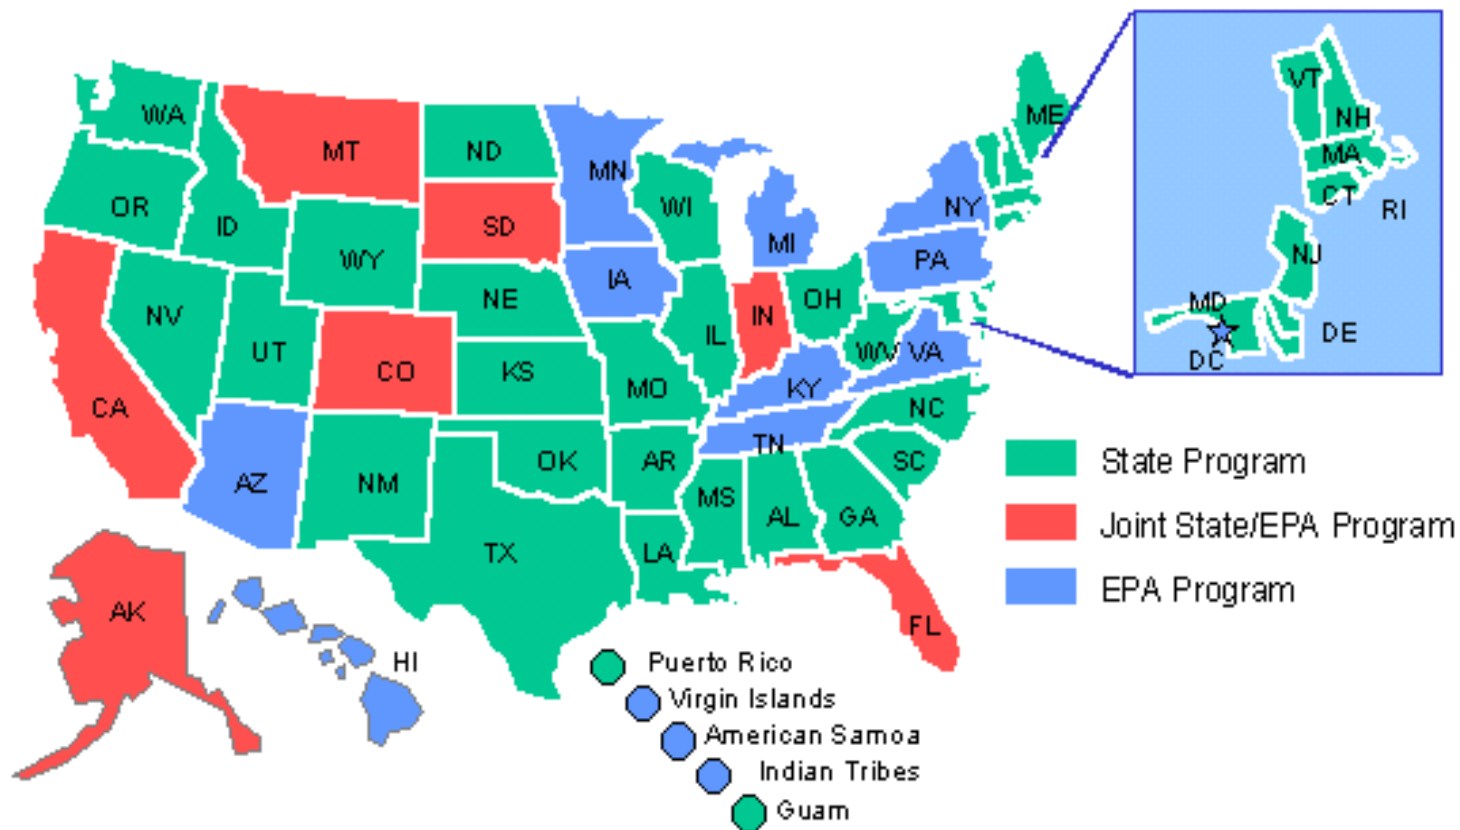 WA
MT
ND
MN
ME
OR
ID
SD
WI
NY
WY
MI
PA
IA
NE
NV
OH
IN
IL
UT
WV
VA
CO
KS
KY
MO
CA
NC
TN
AZ
NM
OK
AR
SC
MS
AL
GA
TX
LA
AK
FL
HI
VT
NH
MA
CT
RI
NJ
MD
DE
DC
State Program
Joint State/EPA Program
EPA Program
Puerto Rico
Virgin Islands
American Samoa
Indian Tribes
Guam